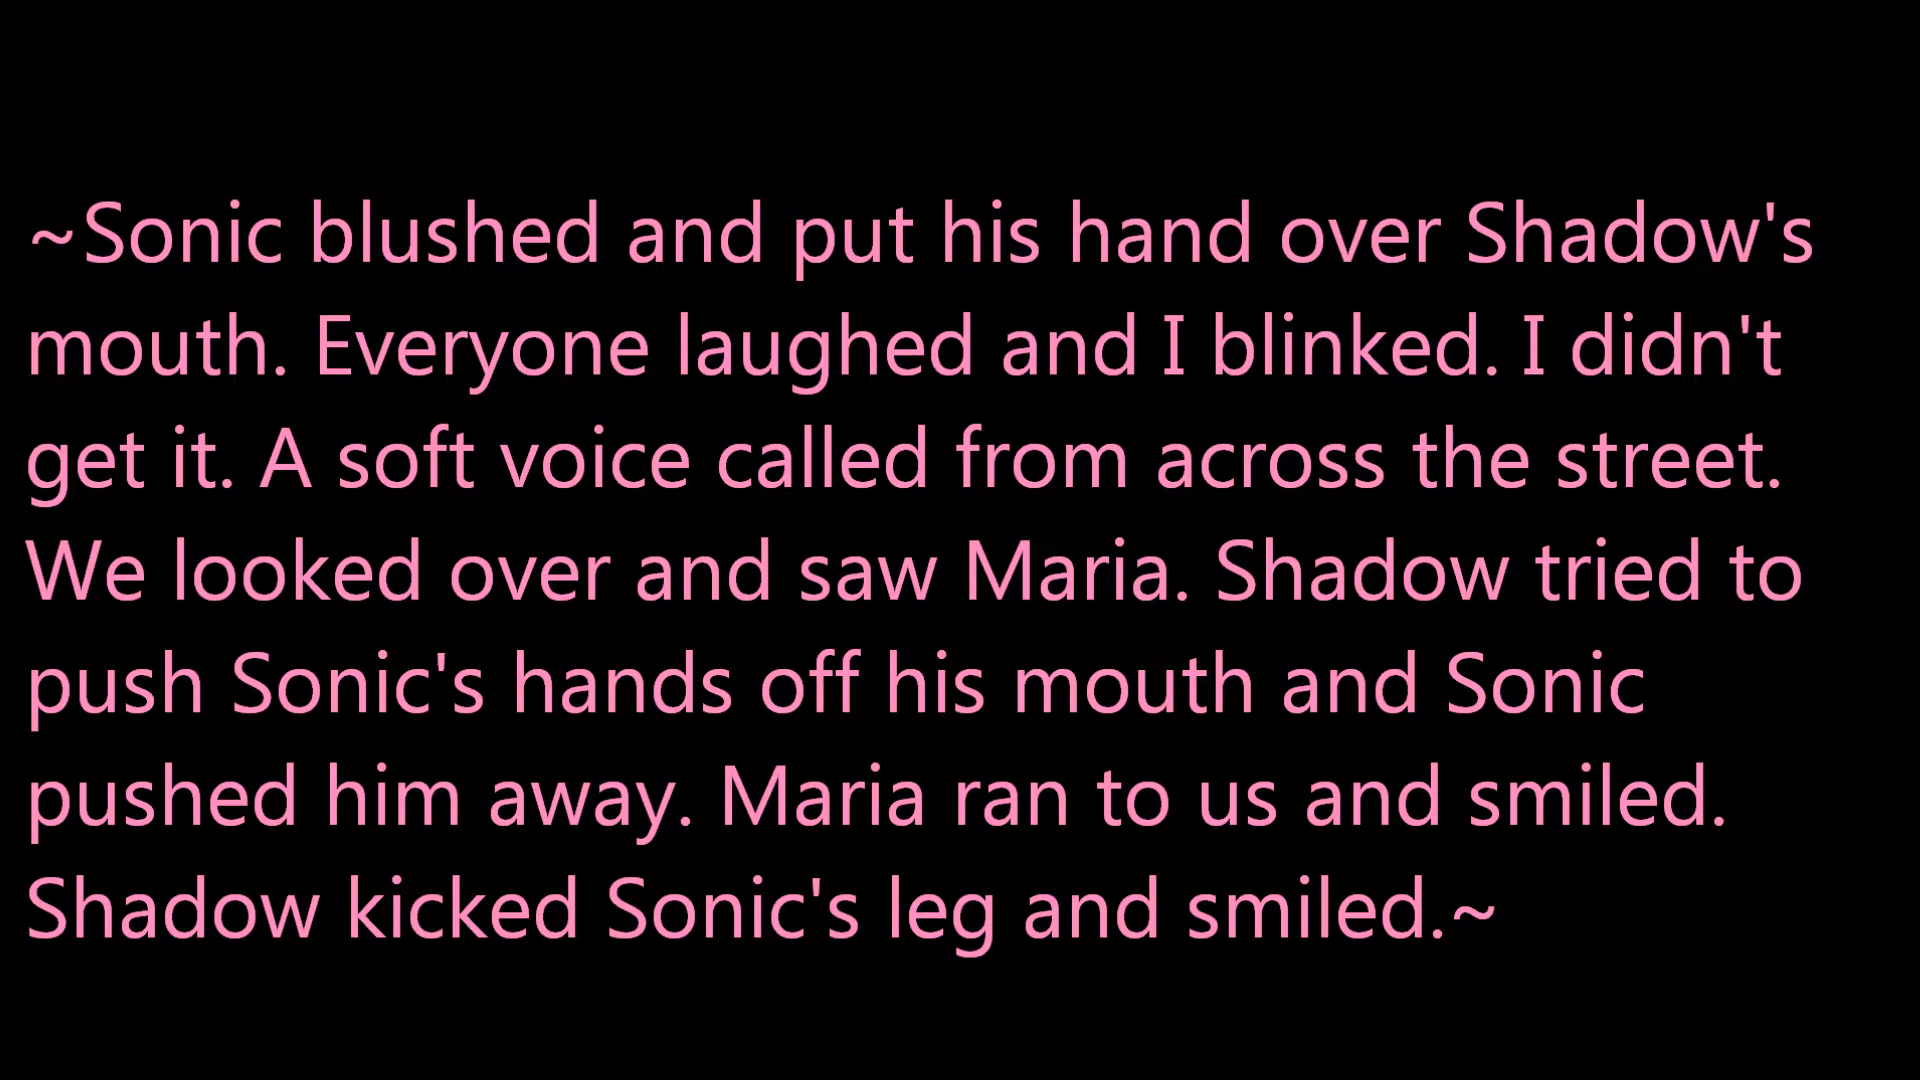 ~Sonic blushed and put his hand over Shadow's
mouth. Everyone laughed and I blinked. I didn't
get it. A soft voice called from across the street.
We looked over and saw Maria. Shadow tried to
push Sonic's hands off his mouth and Sonic
pushed him away. Maria ran to us and smiled.
Shadow kicked Sonic's leg and smiled.~